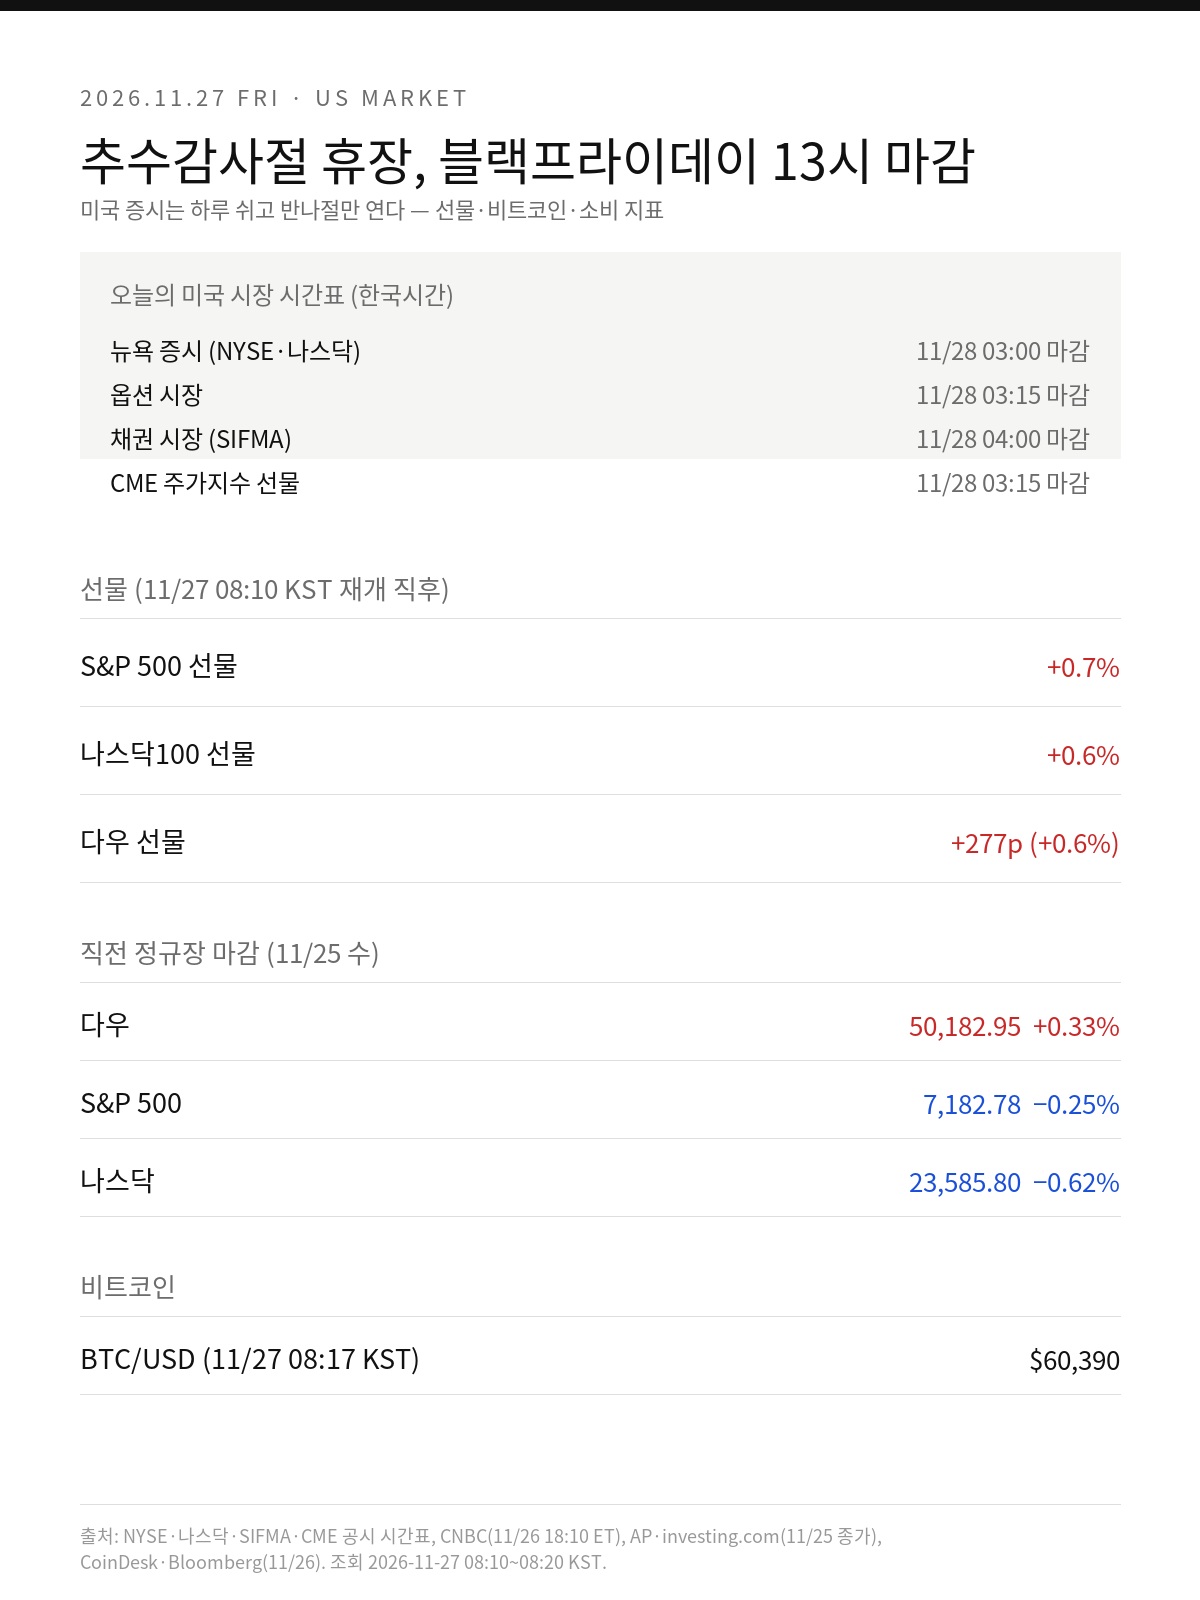 2026.11.27 FRI · US MARKET
추수감사절 휴장, 블랙프라이데이 13시 마감
미국 증시는 하루 쉬고 반나절만 연다 — 선물·비트코인·소비 지표
오늘의 미국 시장 시간표 (한국시간)
뉴욕 증시 (NYSE·나스닥) 11/28 03:00 마감
옵션 시장 11/28 03:15 마감
채권 시장 (SIFMA) 11/28 04:00 마감
CME 주가지수 선물 11/28 03:15 마감
선물 (11/27 08:10 KST 재개 직후)
S&P 500 선물 +0.7%
나스닥100 선물 +0.6%
다우 선물 +277p (+0.6%)
직전 정규장 마감 (11/25 수)
다우 50,182.95 +0.33%
S&P 500 7,182.78 −0.25%
나스닥 23,585.80 −0.62%
비트코인
BTC/USD (11/27 08:17 KST) $60,390
출처: NYSE·나스닥·SIFMA·CME 공시 시간표, CNBC(11/26 18:10 ET), AP·investing.com(11/25 종가),
CoinDesk·Bloomberg(11/26). 조회 2026-11-27 08:10~08:20 KST.